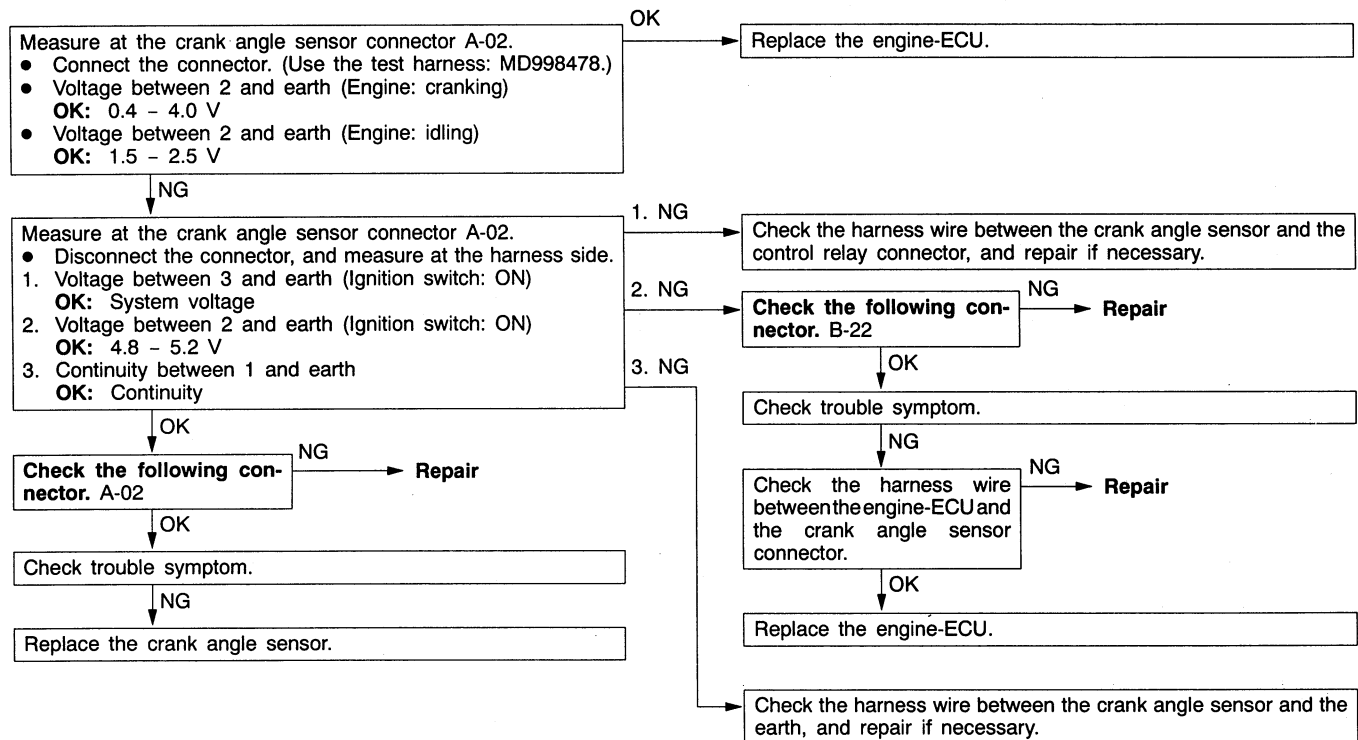 OK
Measure at the crank angle sensor connector A-02.
● Connect the connector. (Use the test harness: MD998478.)
● Voltage between 2 and earth (Engine: cranking)
OK: 0.4 – 4.0 V
● Voltage between 2 and earth (Engine: idling)
OK: 1.5 – 2.5 V
Replace the engine-ECU.
NG
Measure at the crank angle sensor connector A-02.
● Disconnect the connector, and measure at the harness side.
1. Voltage between 3 and earth (Ignition switch: ON)
OK: System voltage
2. Voltage between 2 and earth (Ignition switch: ON)
OK: 4.8 – 5.2 V
3. Continuity between 1 and earth
OK: Continuity
1. NG
Check the harness wire between the crank angle sensor and the
control relay connector, and repair if necessary.
2. NG
Check the following con-
nector. B-22
NG
Repair
OK
Check trouble symptom.
NG
Check the harness wire
between the engine-ECU and
the crank angle sensor
connector.
NG
Repair
OK
Replace the engine-ECU.
3. NG
Check the harness wire between the crank angle sensor and the
earth, and repair if necessary.
OK
Check the following con-
nector. A-02
NG
Repair
OK
Check trouble symptom.
NG
Replace the crank angle sensor.